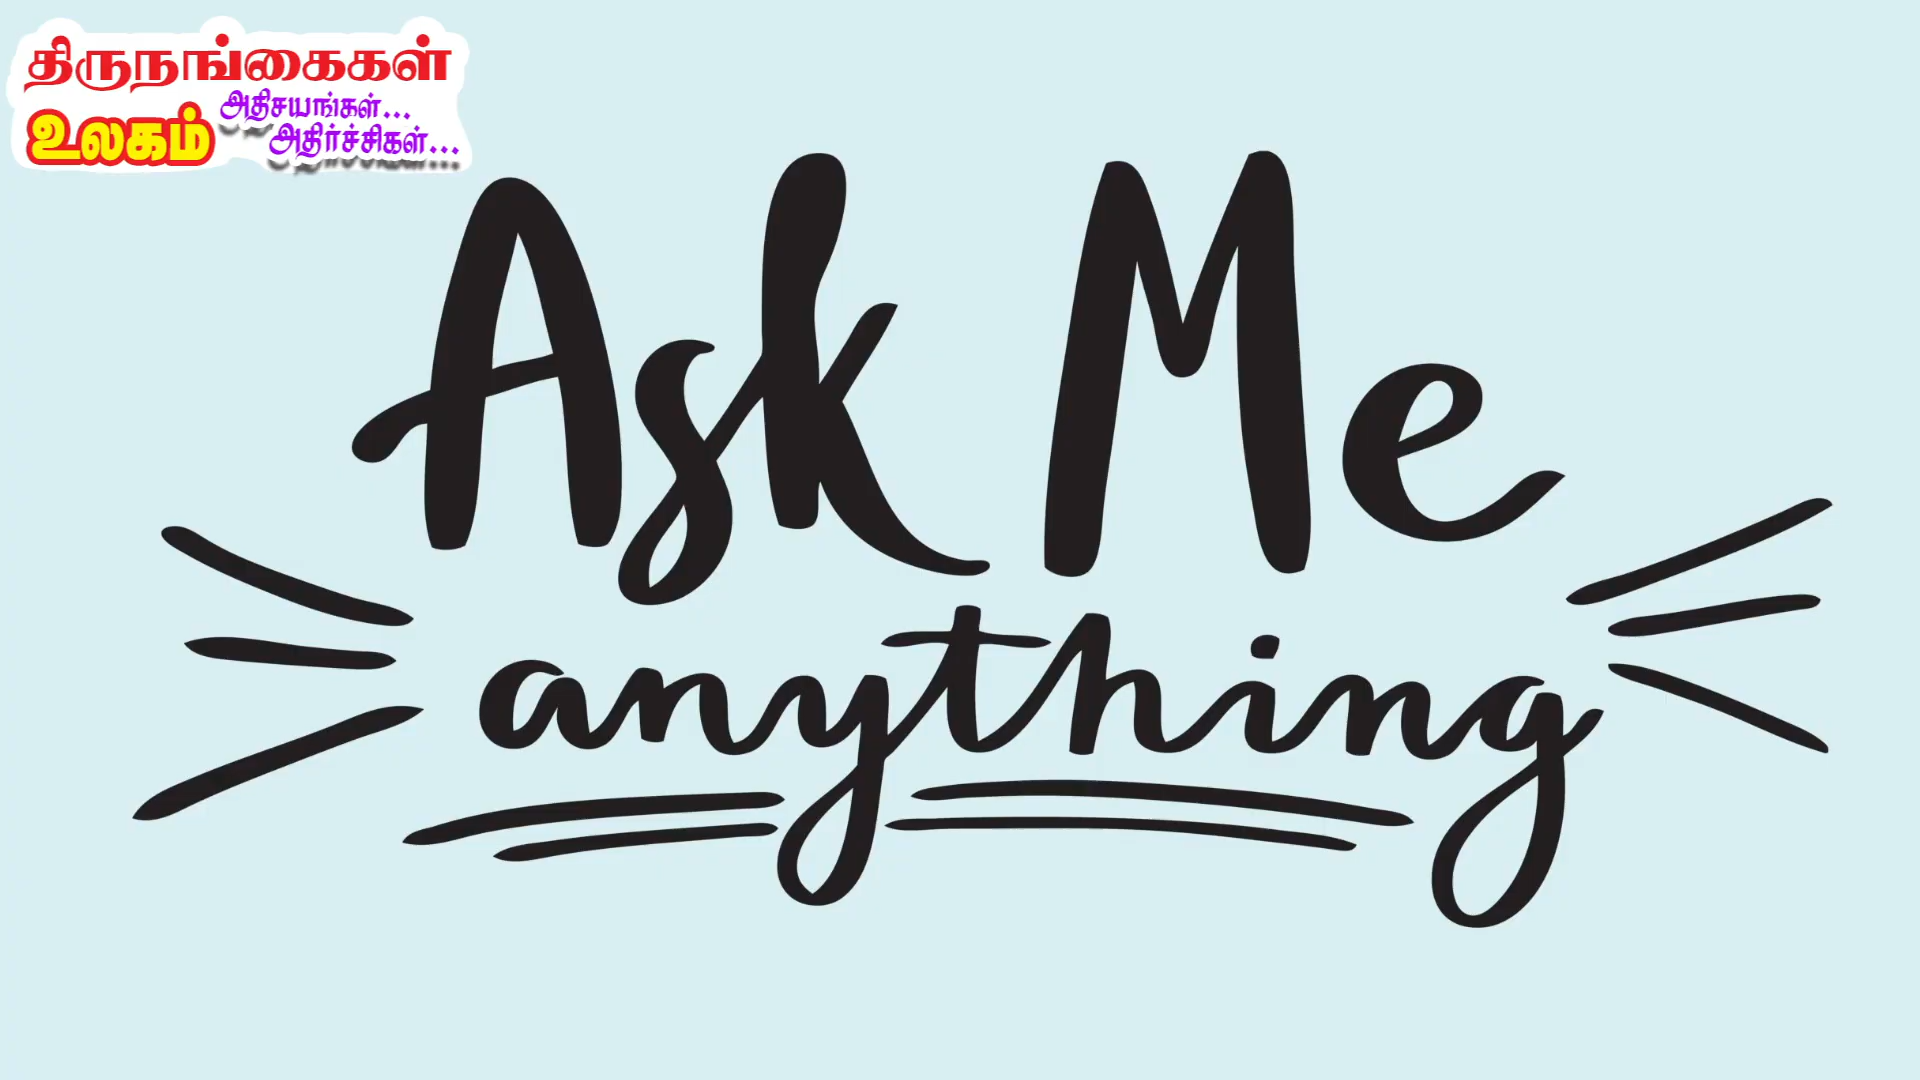 திருநங்கைகள்
உலகம் அதிசயங்கள்...
அதிர்ச்சிகள்...
Ask Me
anything